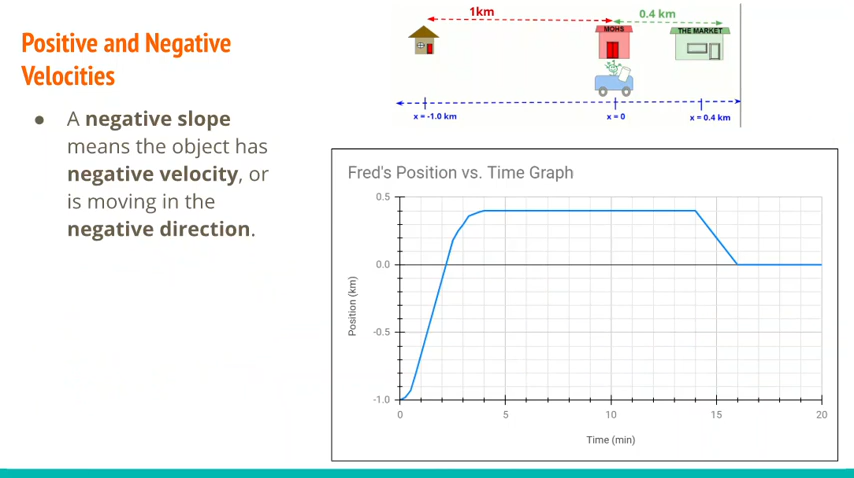 Positive and Negative
Velocities
● A negative slope
means the object has
negative velocity, or
is moving in the
negative direction.
1km
0.4 km
MOHS
THE MARKET
x = -1.0 km
x = 0
x = 0.4 km
Fred's Position vs. Time Graph
0.5
0.0
-0.5
-1.0
Position (km)
0 5 10 15 20
Time (min)